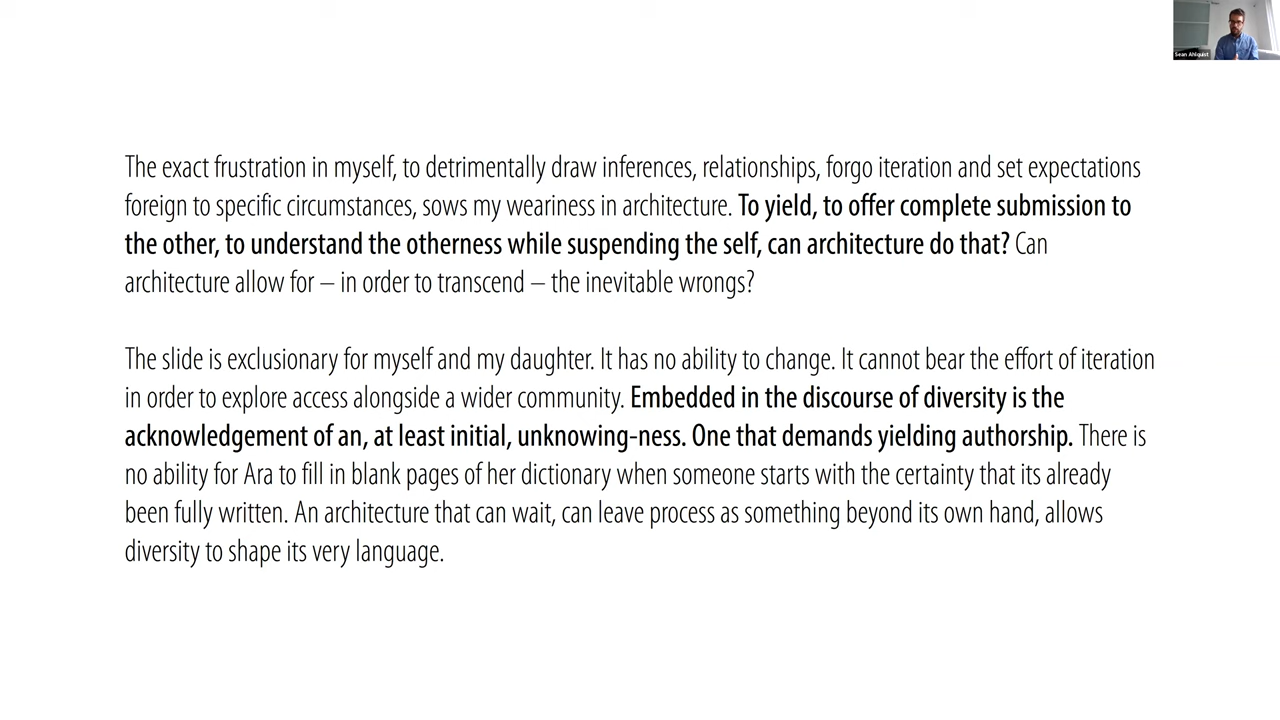 Sean Ahlquist
The exact frustration in myself, to detrimentally draw inferences, relationships, forgo iteration and set expectations
foreign to specific circumstances, sows my weariness in architecture. To yield, to offer complete submission to
the other, to understand the otherness while suspending the self, can architecture do that? Can
architecture allow for – in order to transcend – the inevitable wrongs?
The slide is exclusionary for myself and my daughter. It has no ability to change. It cannot bear the effort of iteration
in order to explore access alongside a wider community. Embedded in the discourse of diversity is the
acknowledgement of an, at least initial, unknowing-ness. One that demands yielding authorship. There is
no ability for Ara to fill in blank pages of her dictionary when someone starts with the certainty that its already
been fully written. An architecture that can wait, can leave process as something beyond its own hand, allows
diversity to shape its very language.